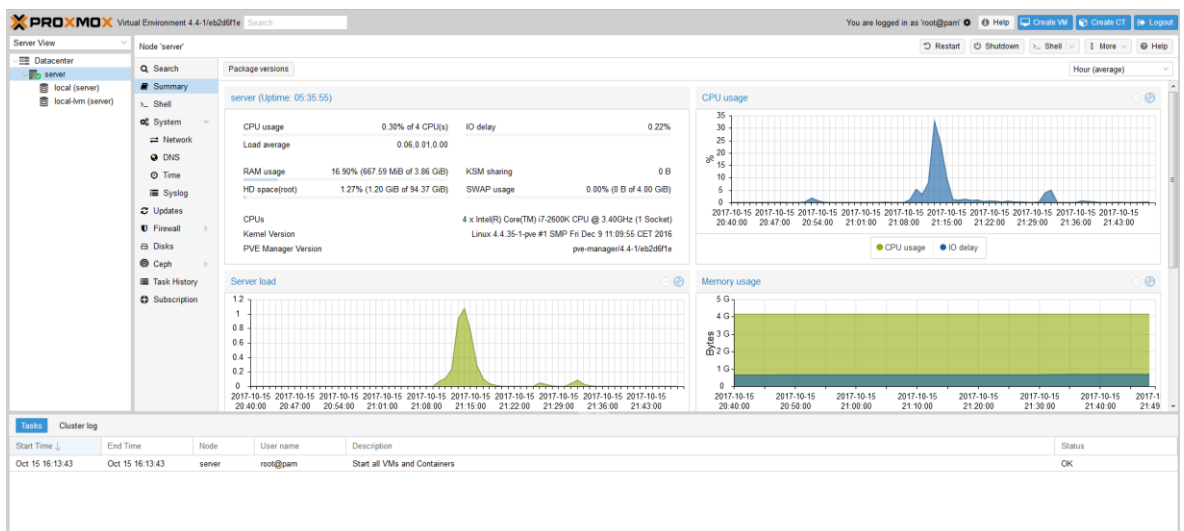 PROXMOX Virtual Environment 4.4-1/eb2d6f1e Search You are logged in as 'root@pam' Help Create VM Create CT Logout
Server View
Datacenter
server
local (server)
local-lvm (server)
Node 'server' Restart Shutdown Shell More Help
Search
Summary
Shell
System
Network
DNS
Time
Syslog
Updates
Firewall
Disks
Ceph
Task History
Subscription
Package versions Hour (average)
server (Uptime: 05:35:55)
CPU usage 0.30% of 4 CPU(s) IO delay 0.22%
Load average 0.06,0.01,0.00
RAM usage 16.90% (667.59 MiB of 3.86 GiB) KSM sharing 0 B
HD space(root) 1.27% (1.20 GiB of 94.37 GiB) SWAP usage 0.00% (0 B of 4.00 GiB)
CPUs 4 x Intel(R) Core(TM) i7-2600K CPU @ 3.40GHz (1 Socket)
Kernel Version Linux 4.4.35-1-pve #1 SMP Fri Dec 9 11:09:55 CET 2016
PVE Manager Version pve-manager/4.4-1/eb2d6f1e
CPU usage
35
30
25
20
15
10
5
0
%
2017-10-15 2017-10-15 2017-10-15 2017-10-15 2017-10-15 2017-10-15 2017-10-15 2017-10-15 2017-10-15 2017-10-15
20:40:00 20:47:00 20:54:00 21:01:00 21:08:00 21:15:00 21:22:00 21:29:00 21:36:00 21:43:00
CPU usage IO delay
Server load
1.2
1
0.8
0.6
0.4
0.2
0
2017-10-15 2017-10-15 2017-10-15 2017-10-15 2017-10-15 2017-10-15 2017-10-15 2017-10-15 2017-10-15 2017-10-15
20:40:00 20:47:00 20:54:00 21:01:00 21:08:00 21:15:00 21:22:00 21:29:00 21:36:00 21:43:00
Memory usage
5 G
4 G
3 G
2 G
1 G
0
Bytes
2017-10-15 2017-10-15 2017-10-15 2017-10-15 2017-10-15 2017-10-15 2017-10-15 2017-1
20:40:00 20:50:00 21:00:00 21:10:00 21:20:00 21:30:00 21:40:00 21:49
Tasks Cluster log
Start Time End Time Node User name Description Status
Oct 15 16:13:43 Oct 15 16:13:43 server root@pam Start all VMs and Containers OK